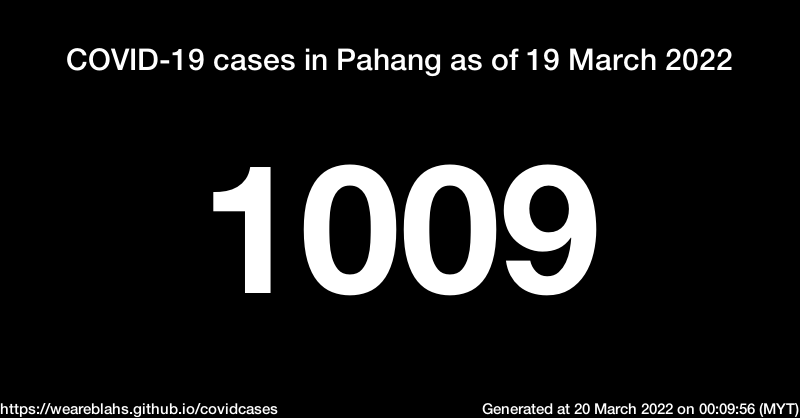 COVID-19 cases in Pahang as of 19 March 2022
1009
https://weareblahs.github.io/covidcases
Generated at 20 March 2022 on 00:09:56 (MYT)